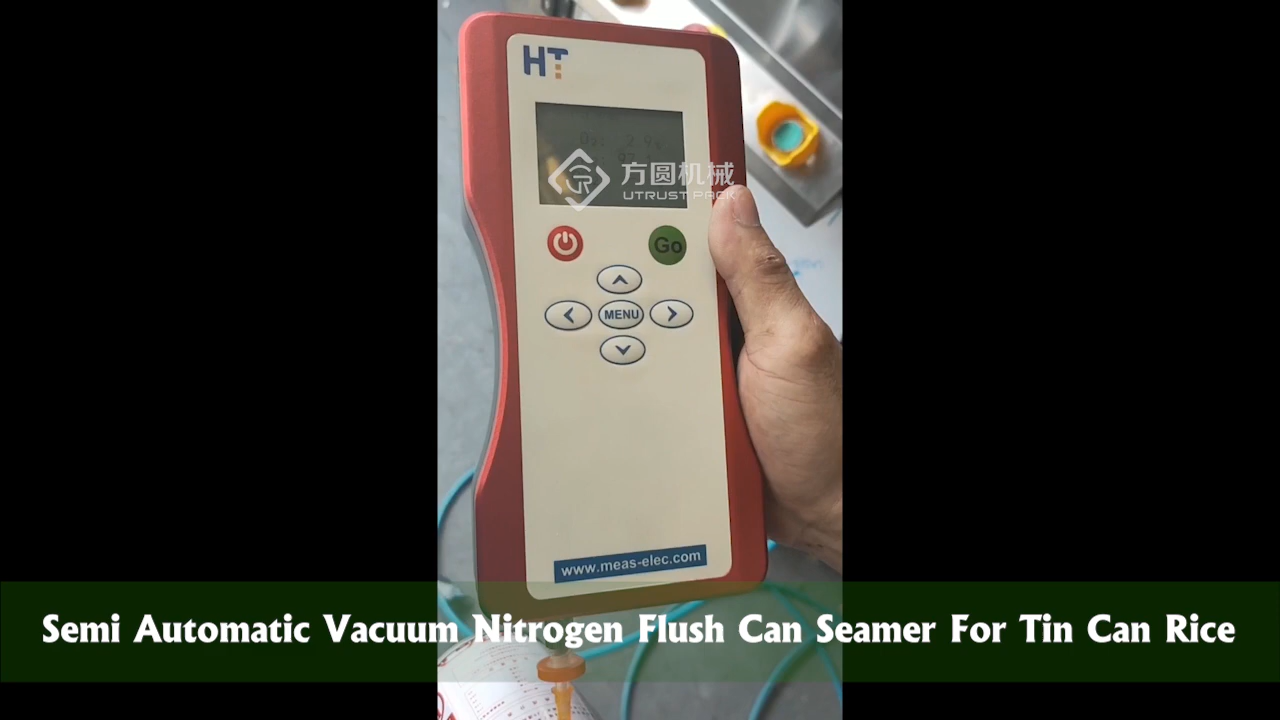 HT
方圆机械
UTRUST PACK
Go
MENU
www.meas-elec.com
Semi Automatic Vacuum Nitrogen Flush Can Seamer For Tin Can Rice